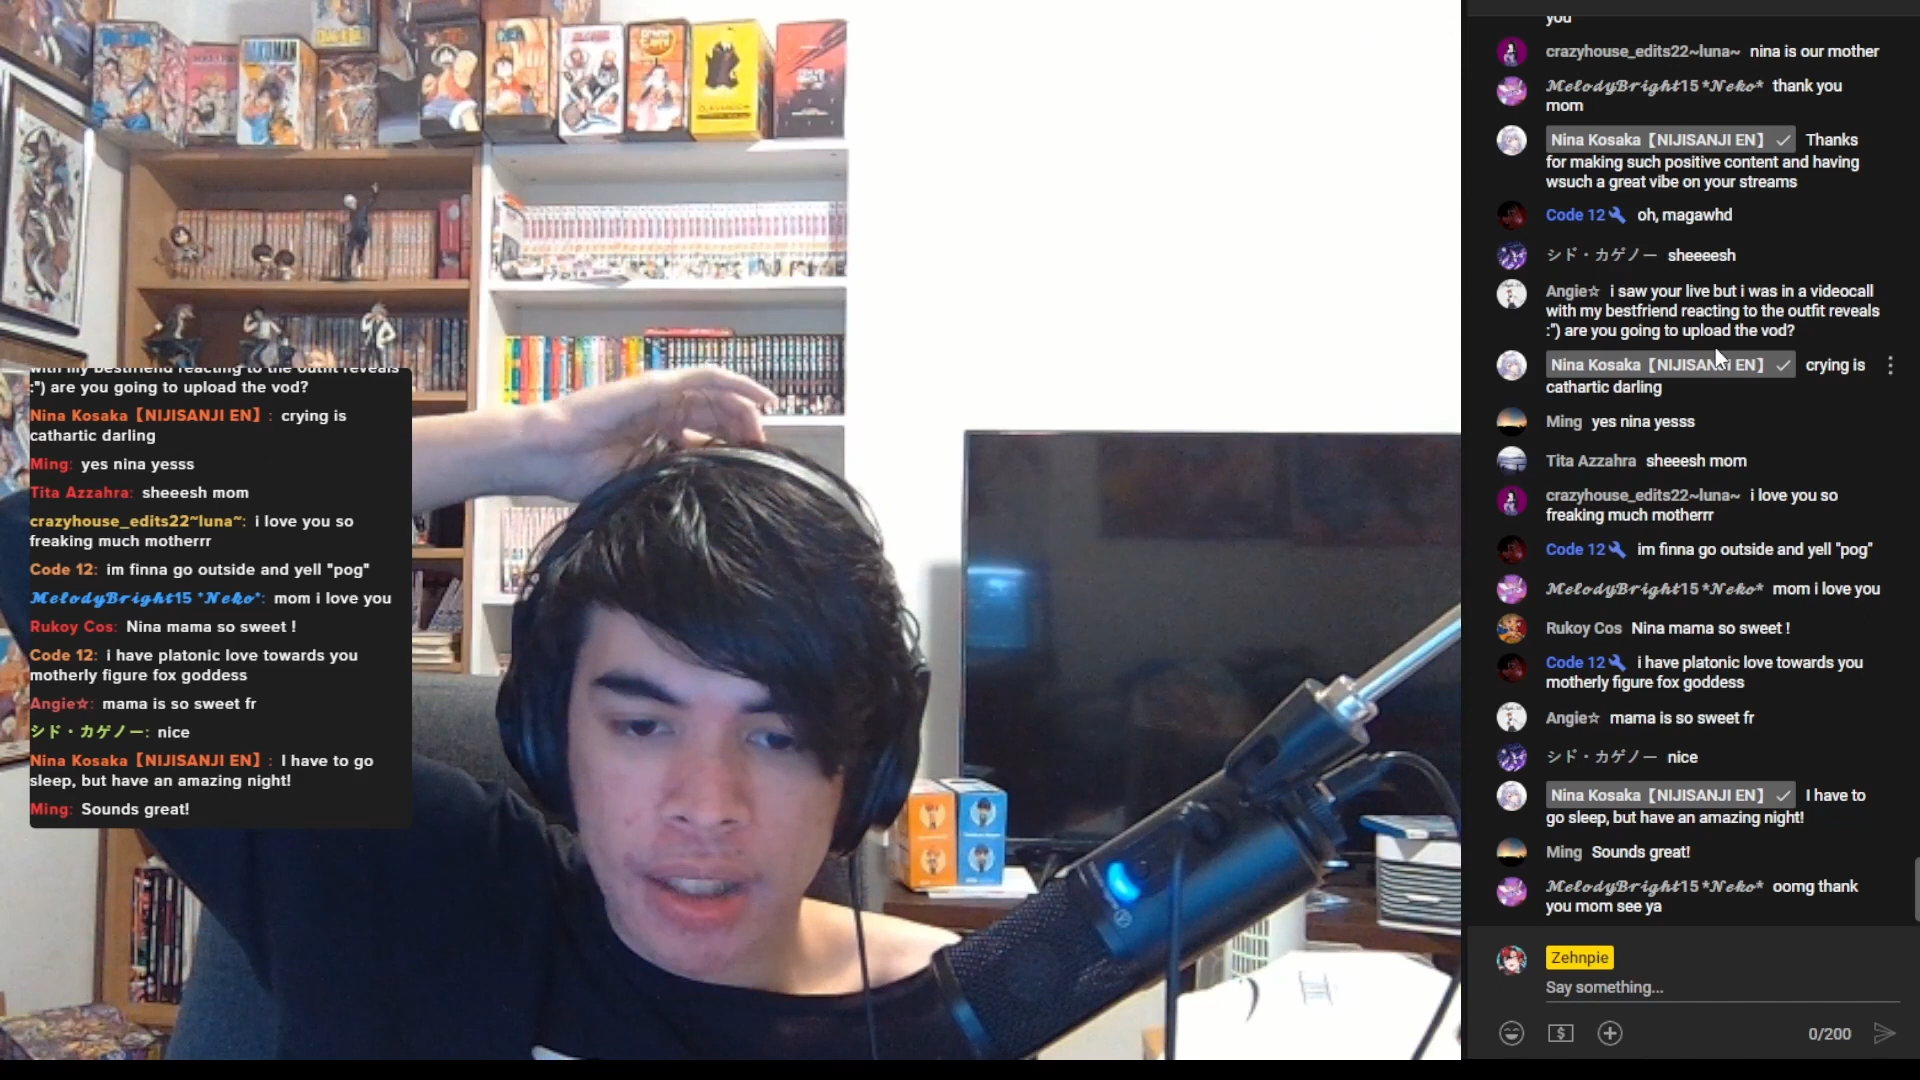 with my bestfriend reacting to the outfit reveals
:") are you going to upload the vod?
Nina Kosaka【NIJISANJI EN】: crying is
cathartic darling
Ming: yes nina yesss
Tita Azzahra: sheeesh mom
crazyhouse_edits22~luna~: i love you so
freaking much motherrr
Code 12: im finna go outside and yell "pog"
𝓜𝓮𝓵𝓸𝓭𝔂𝓑𝓻𝓲𝓰𝓱𝓽15 *𝓝𝓮𝓴𝓸*: mom i love you
Rukoy Cos: Nina mama so sweet !
Code 12: i have platonic love towards you
motherly figure fox goddess
Angie☆: mama is so sweet fr
シド・カゲノー: nice
Nina Kosaka【NIJISANJI EN】: I have to go
sleep, but have an amazing night!
Ming: Sounds great!
you
crazyhouse_edits22~luna~ nina is our mother
𝓜𝓮𝓵𝓸𝓭𝔂𝓑𝓻𝓲𝓰𝓱𝓽15 *𝓝𝓮𝓴𝓸* thank you
mom
Nina Kosaka【NIJISANJI EN】 Thanks
for making such positive content and having
wsuch a great vibe on your streams
Code 12 oh, magawhd
シド・カゲノー sheeeesh
Angie☆ i saw your live but i was in a videocall
with my bestfriend reacting to the outfit reveals
:") are you going to upload the vod?
Nina Kosaka【NIJISANJI EN】 crying is
cathartic darling
Ming yes nina yesss
Tita Azzahra sheeesh mom
crazyhouse_edits22~luna~ i love you so
freaking much motherrr
Code 12 im finna go outside and yell "pog"
𝓜𝓮𝓵𝓸𝓭𝔂𝓑𝓻𝓲𝓰𝓱𝓽15 *𝓝𝓮𝓴𝓸* mom i love you
Rukoy Cos Nina mama so sweet !
Code 12 i have platonic love towards you
motherly figure fox goddess
Angie☆ mama is so sweet fr
シド・カゲノー nice
Nina Kosaka【NIJISANJI EN】 I have to
go sleep, but have an amazing night!
Ming Sounds great!
𝓜𝓮𝓵𝓸𝓭𝔂𝓑𝓻𝓲𝓰𝓱𝓽15 *𝓝𝓮𝓴𝓸* oomg thank
you mom see ya
Zehnpie
Say something...
0/200